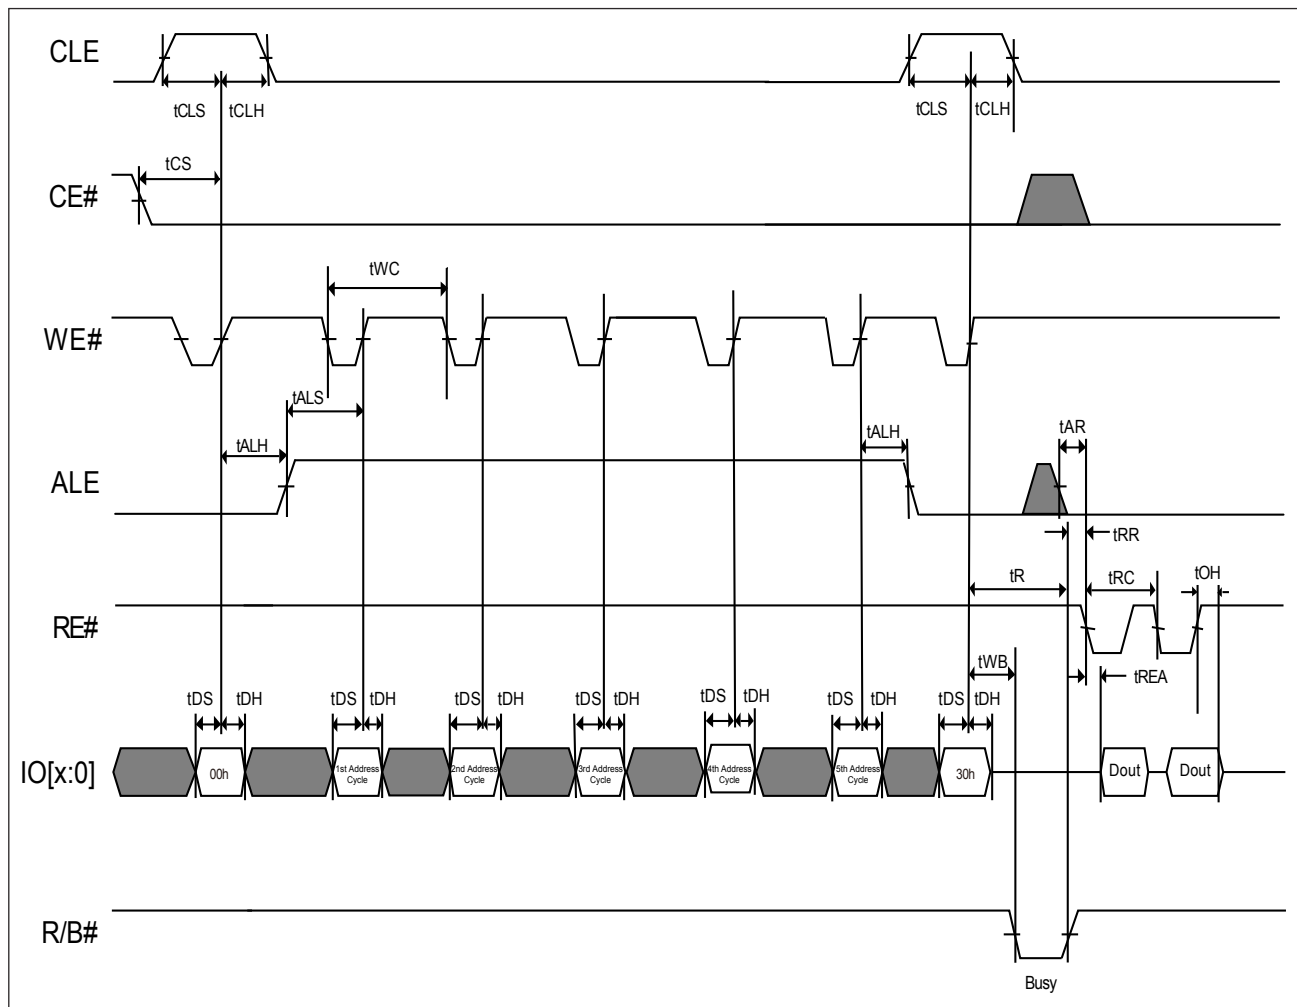 CLE
tCLS tCLH tCLS tCLH
tCS
CE#
tWC
WE#
tALS
tALH tALH tAR
ALE
tRR
tR tRC tOH
RE#
tWB tREA
tDS tDH tDS tDH tDS tDH tDS tDH tDS tDH tDS tDH tDS tDH
IO[x:0] 00h 1st Address Cycle 2nd Address Cycle 3rd Address Cycle 4th Address Cycle 5th Address Cycle 30h Dout Dout
R/B#
Busy